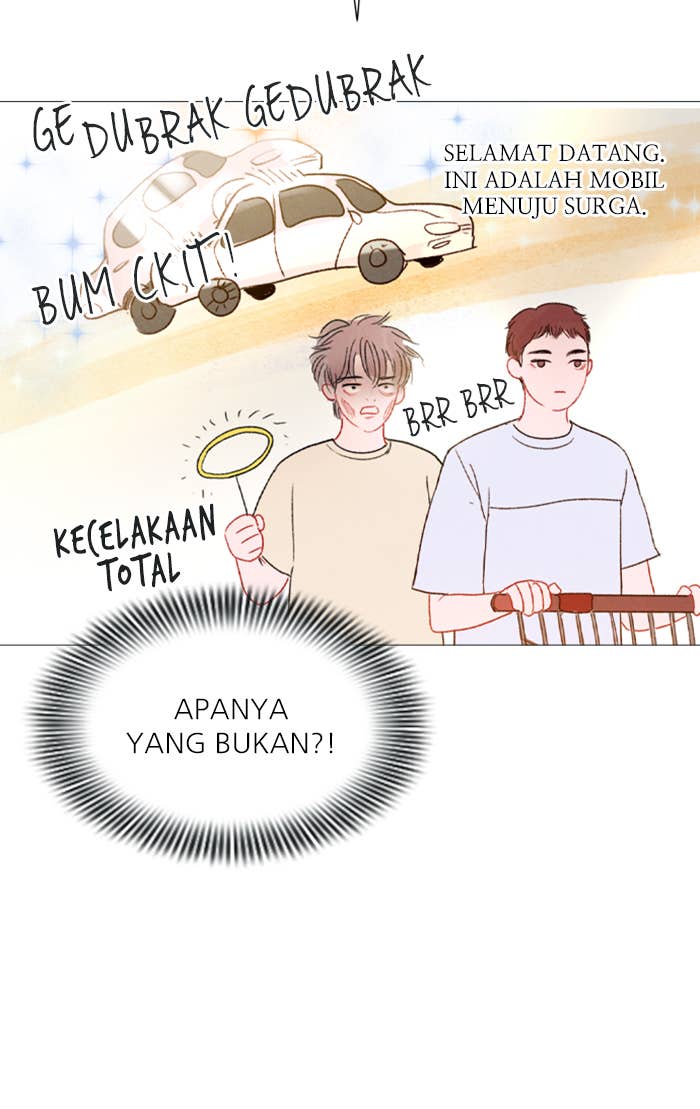 GEDUBRAK GEDUBRAK
SELAMAT DATANG.
INI ADALAH MOBIL
MENUJU SURGA.
BUM CKIT!
BRR BRR
KECELAKAAN
TOTAL
APANYA
YANG BUKAN?!